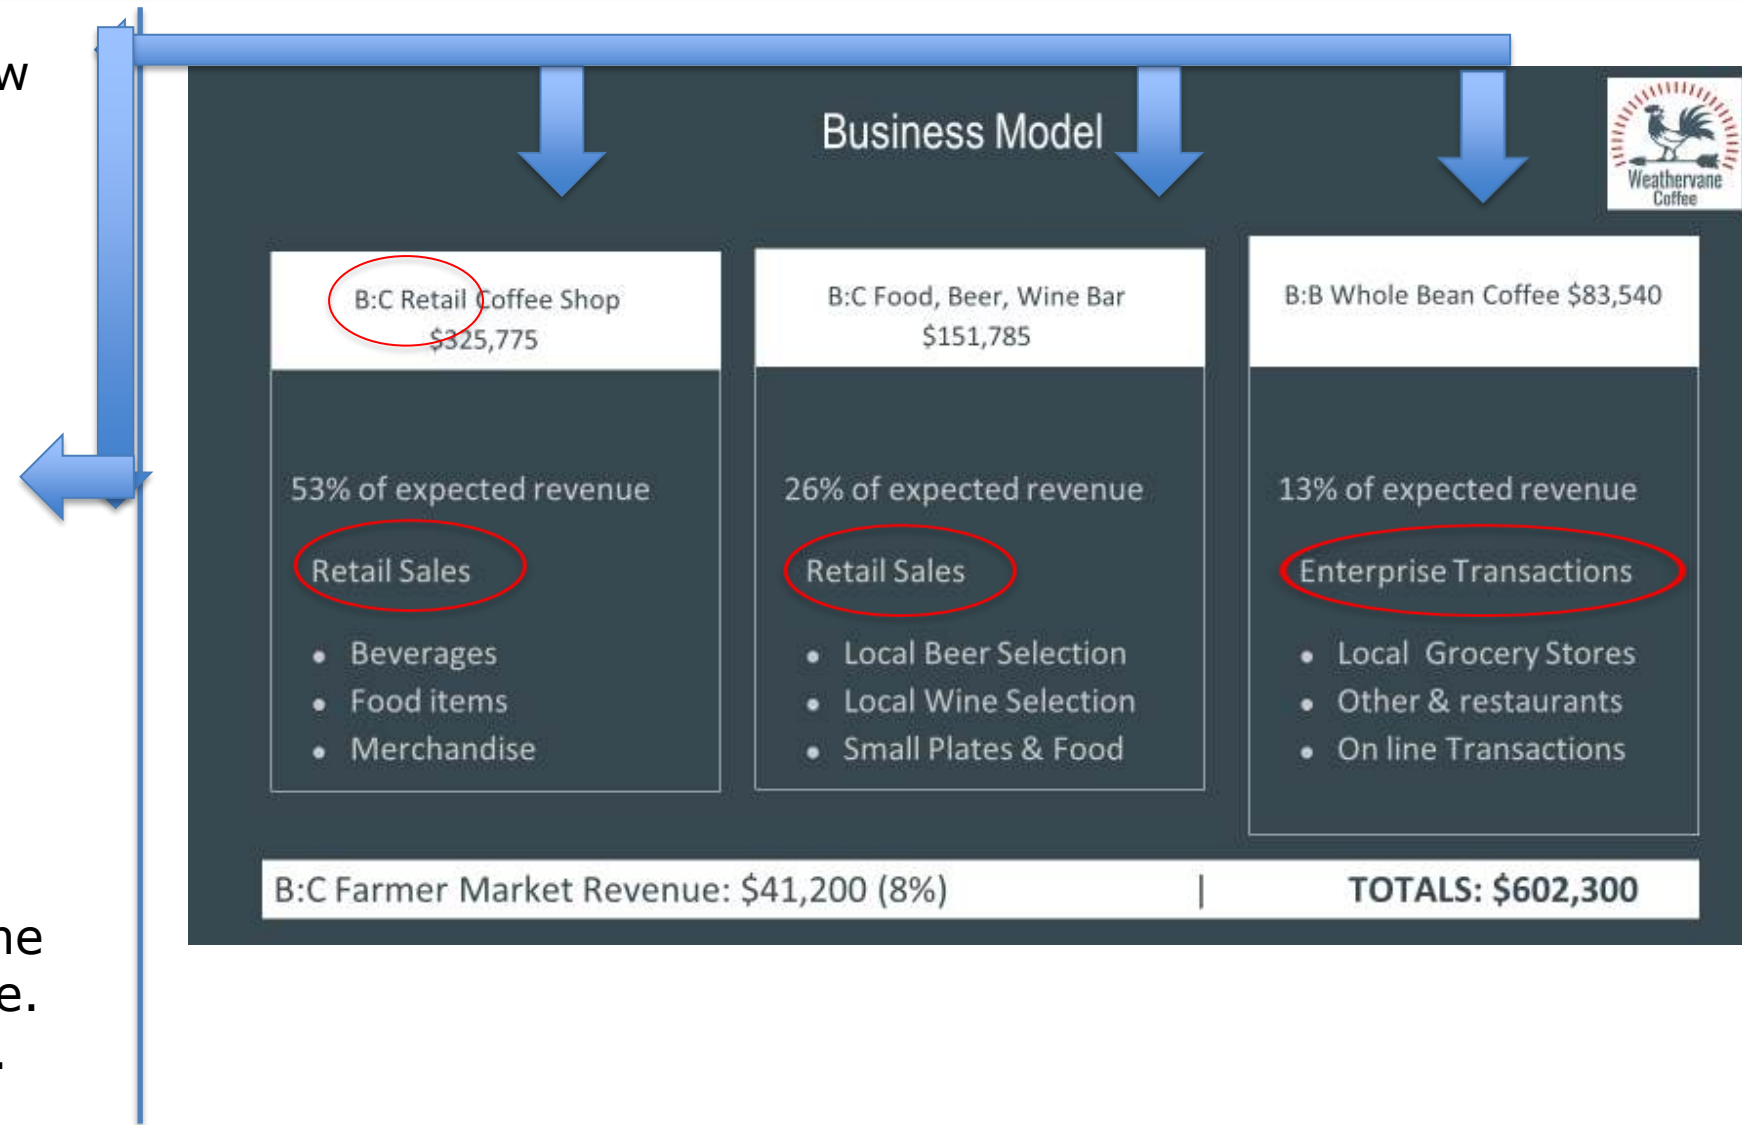 w
Business Model
Weathervane
Coffee
B:C Retail Coffee Shop
$325,775
53% of expected revenue
Retail Sales
• Beverages
• Food items
• Merchandise
B:C Food, Beer, Wine Bar
$151,785
26% of expected revenue
Retail Sales
• Local Beer Selection
• Local Wine Selection
• Small Plates & Food
B:B Whole Bean Coffee $83,540
13% of expected revenue
Enterprise Transactions
• Local Grocery Stores
• Other & restaurants
• On line Transactions
B:C Farmer Market Revenue: $41,200 (8%) | TOTALS: $602,300
ne
e.
.